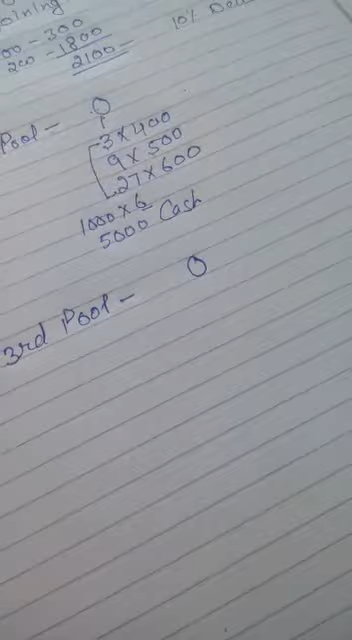 00 - 300
200 - 1800
2100
10%
Pool -
3 x 400
9 x 500
27 x 600
1000 x 6
5000 Cash
3rd Pool -